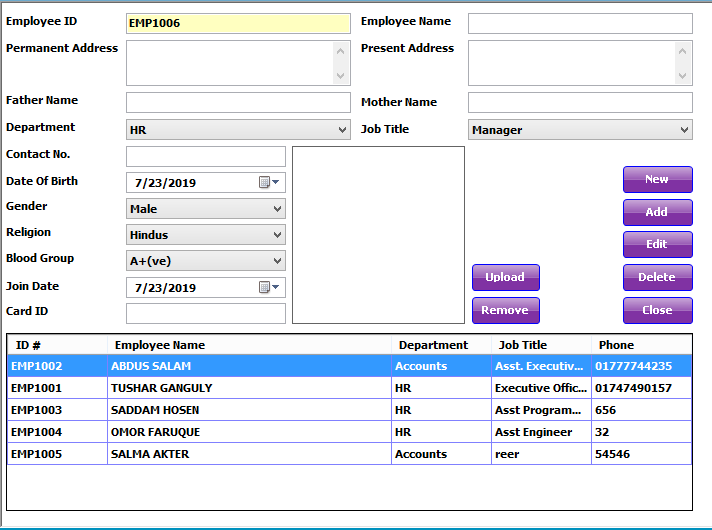 Employee ID EMP1006 Employee Name
Permanent Address Present Address
Father Name Mother Name
Department HR Job Title Manager
Contact No.
Date Of Birth 7/23/2019 New
Gender Male Add
Religion Hindus Edit
Blood Group A+(ve) Upload Delete
Join Date 7/23/2019
Card ID Remove Close
ID # Employee Name Department Job Title Phone
EMP1002 ABDUS SALAM Accounts Asst. Executiv... 01777744235
EMP1001 TUSHAR GANGULY HR Executive Offic... 01747490157
EMP1003 SADDAM HOSEN HR Asst Program... 656
EMP1004 OMOR FARUQUE HR Asst Engineer 32
EMP1005 SALMA AKTER Accounts reer 54546